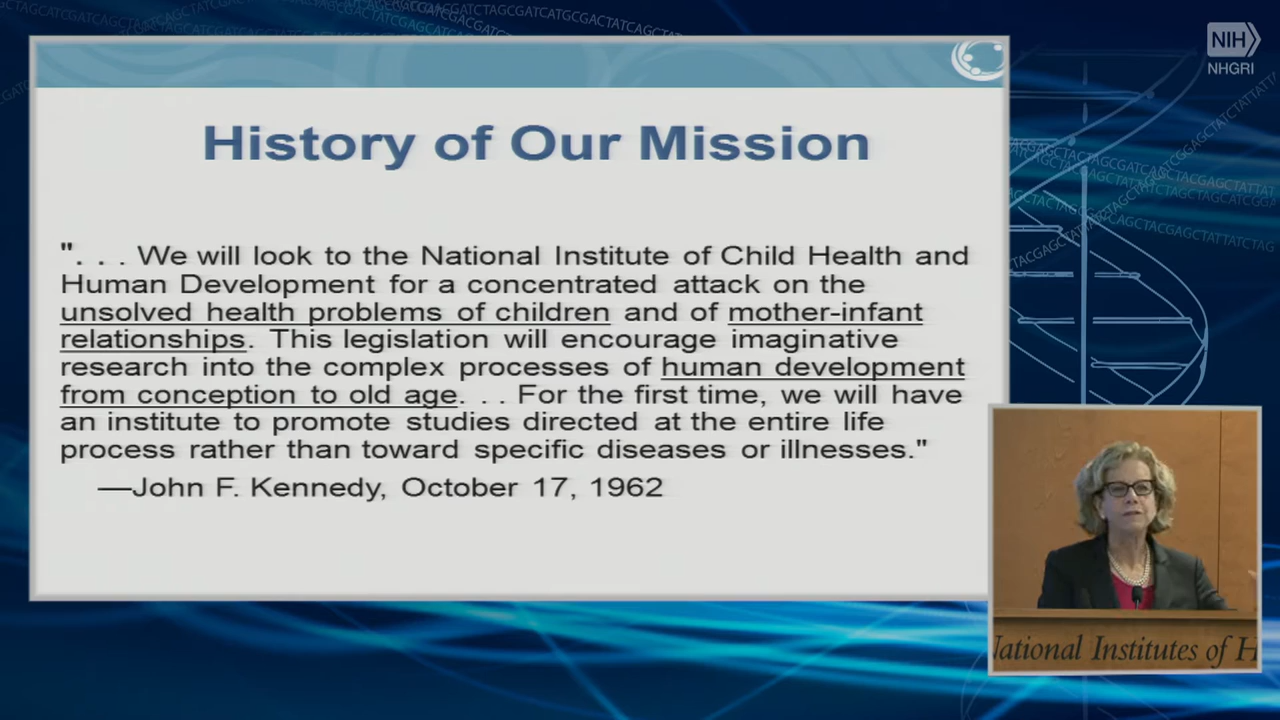 NIH
NHGRI
History of Our Mission
". . . We will look to the National Institute of Child Health and
Human Development for a concentrated attack on the
unsolved health problems of children and of mother-infant
relationships. This legislation will encourage imaginative
research into the complex processes of human development
from conception to old age. . . For the first time, we will have
an institute to promote studies directed at the entire life
process rather than toward specific diseases or illnesses."
—John F. Kennedy, October 17, 1962
National Institutes of H